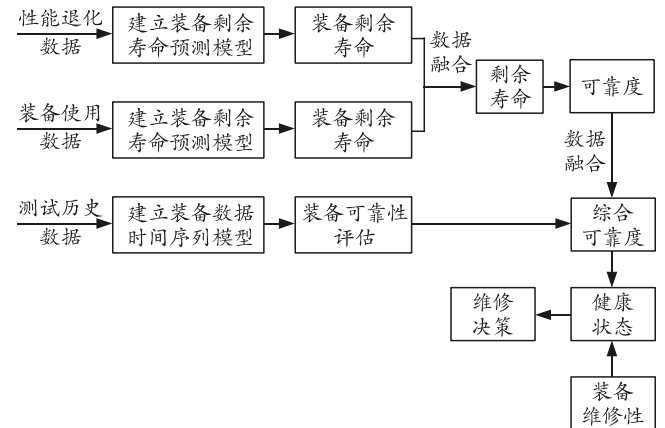 性能退化
数据
建立装备剩余
寿命预测模型
装备剩余
寿命
数据
融合
剩余
寿命
可靠度
装备使用
数据
建立装备剩余
寿命预测模型
装备剩余
寿命
数据
融合
测试历史
数据
建立装备数据
时间序列模型
装备可靠性
评估
综合
可靠度
维修
决策
健康
状态
装备
维修性